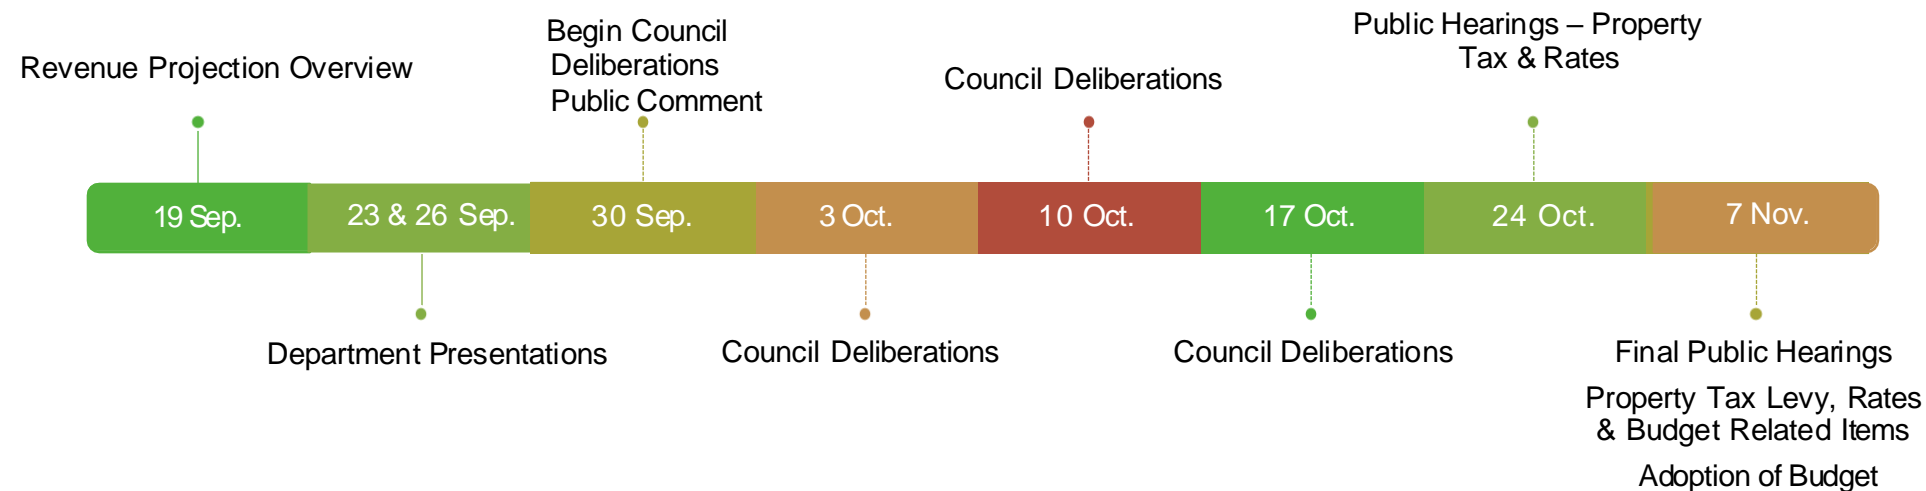 Revenue Projection Overview
Begin Council
Deliberations
Public Comment
Council Deliberations
Public Hearings – Property
Tax & Rates
19 Sep.
23 & 26 Sep.
30 Sep.
3 Oct.
10 Oct.
17 Oct.
24 Oct.
7 Nov.
Department Presentations
Council Deliberations
Council Deliberations
Final Public Hearings
Property Tax Levy, Rates
& Budget Related Items
Adoption of Budget